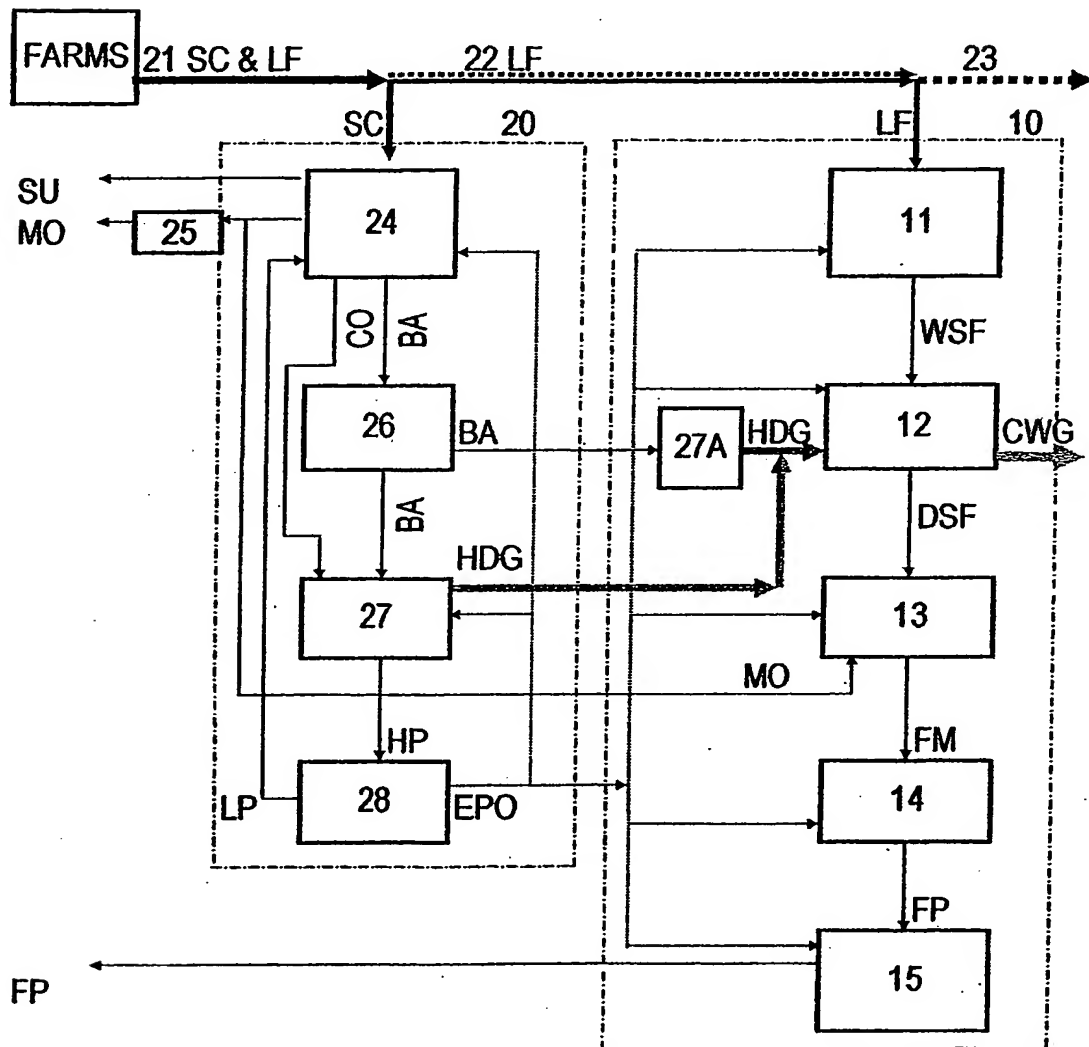 FARMS
21 SC & LF
22 LF
23
SC
20
LF
10
SU
MO
25
24
11
CO
BA
WSF
26
BA
27A
HDG
12
CWG
BA
HDG
DSF
27
13
MO
HP
FM
LP
28
EPO
14
FP
15
FP